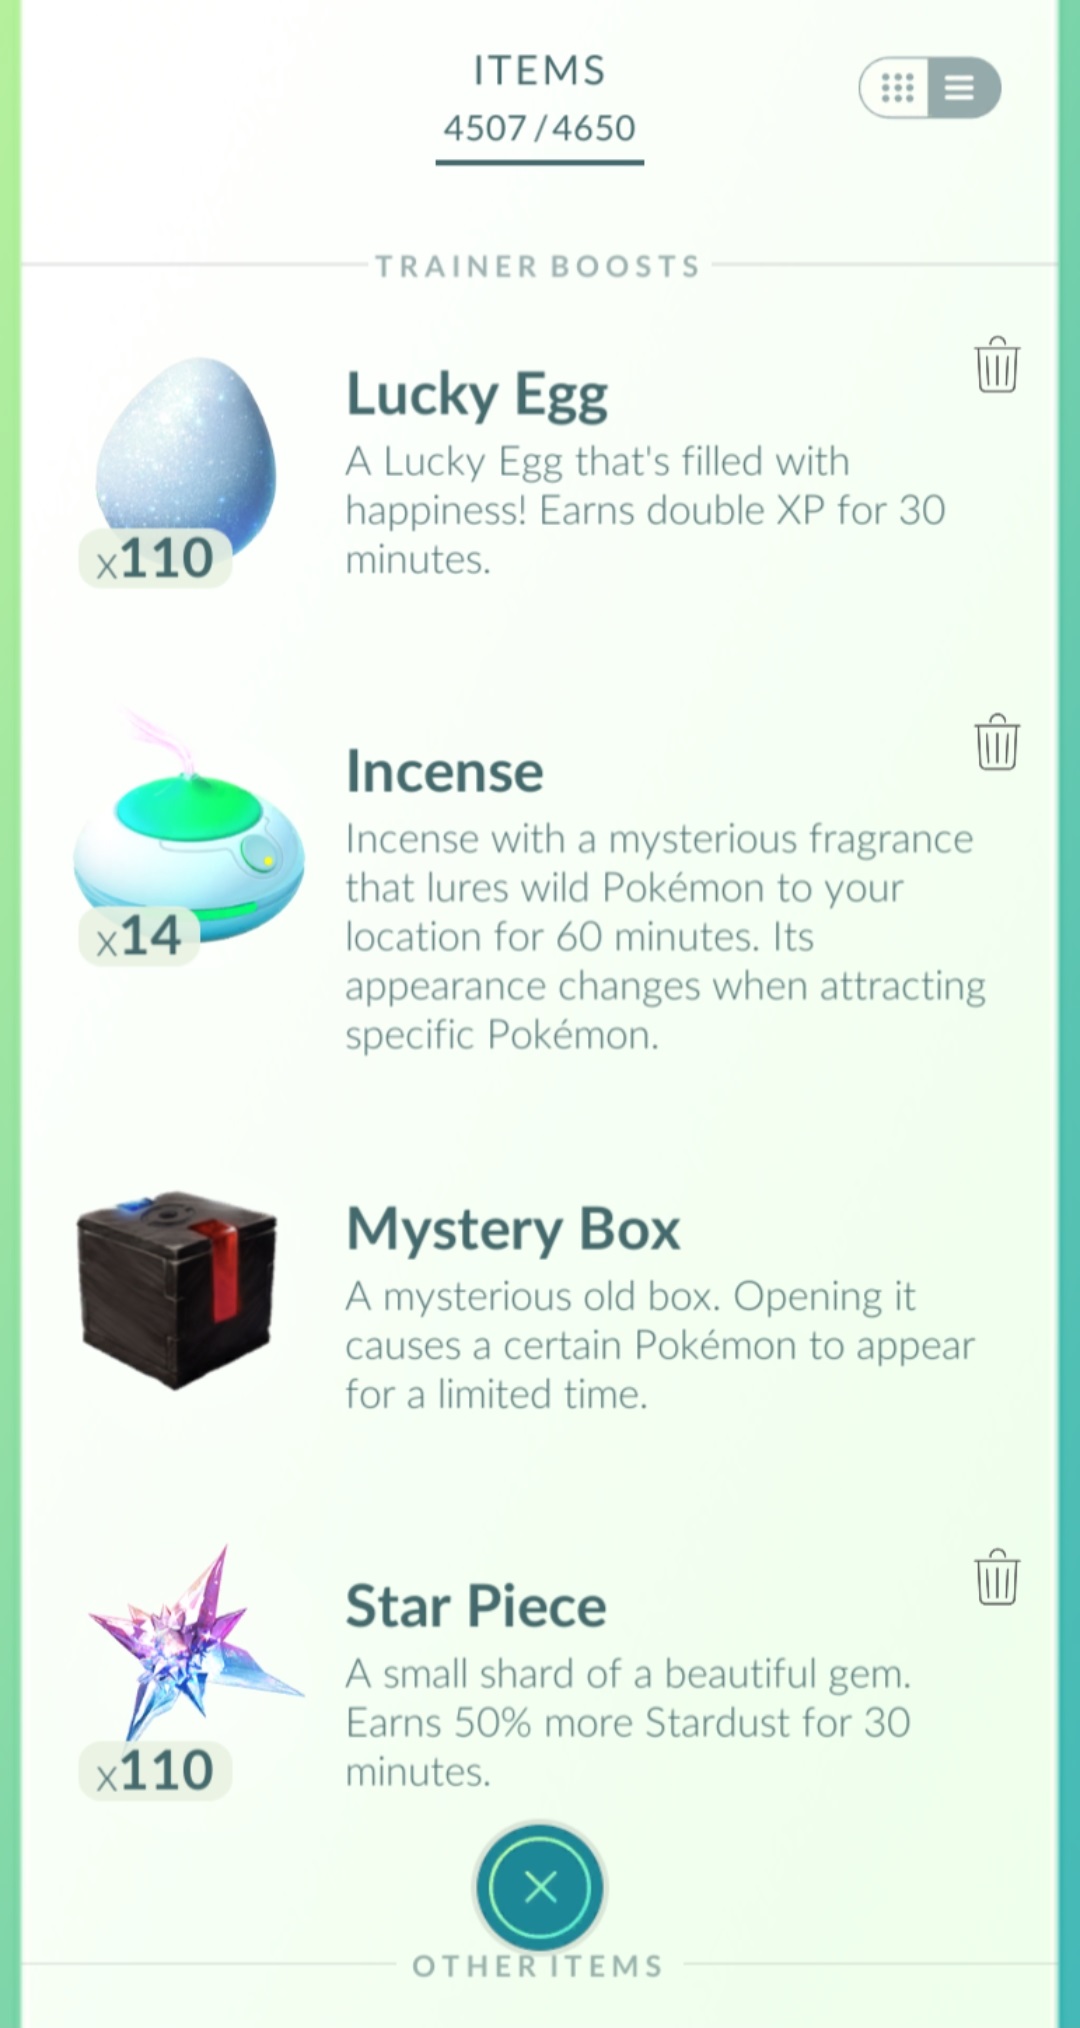 ITEMS
4507/4650
TRAINER BOOSTS
Lucky Egg
A Lucky Egg that's filled with
happiness! Earns double XP for 30
minutes.
x110
Incense
Incense with a mysterious fragrance
that lures wild Pokémon to your
location for 60 minutes. Its
appearance changes when attracting
specific Pokémon.
x14
Mystery Box
A mysterious old box. Opening it
causes a certain Pokémon to appear
for a limited time.
Star Piece
A small shard of a beautiful gem.
Earns 50% more Stardust for 30
minutes.
x110
OTHER ITEMS